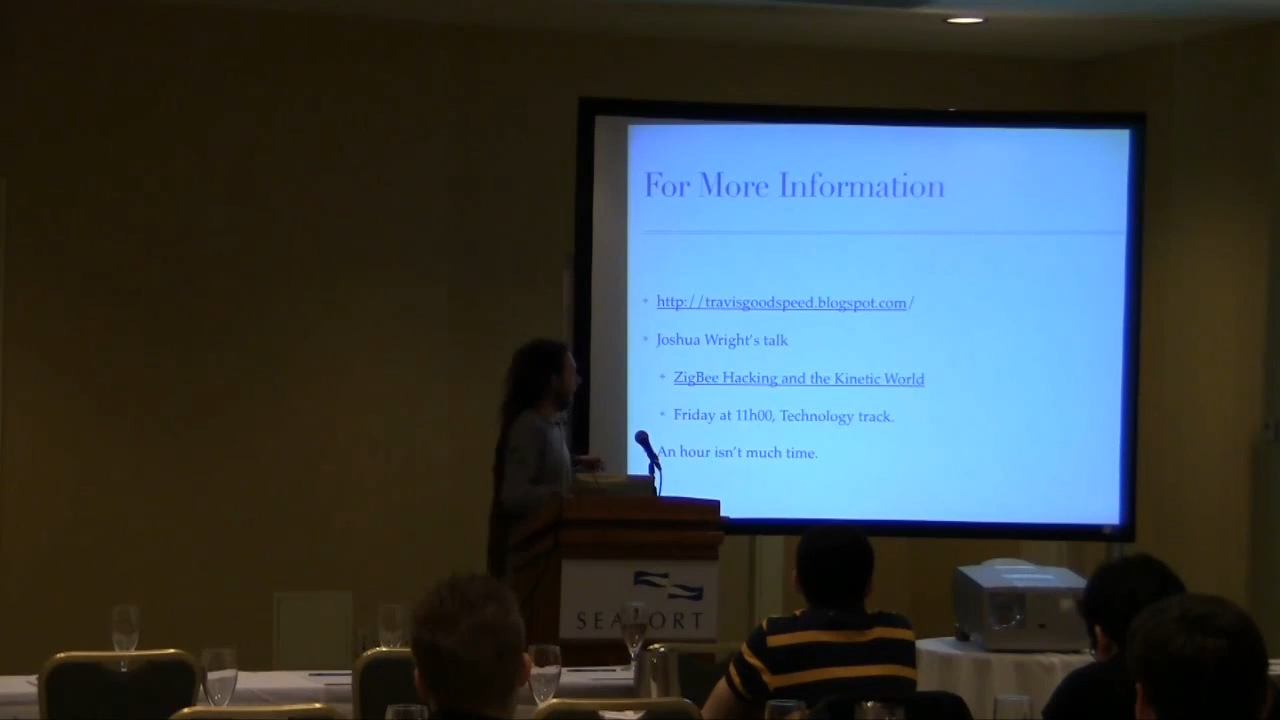 For More Information
http://travisgoodspeed.blogspot.com/
Joshua Wright's talk
ZigBee Hacking and the Kinetic World
Friday at 11h00, Technology track.
An hour isn't much time.